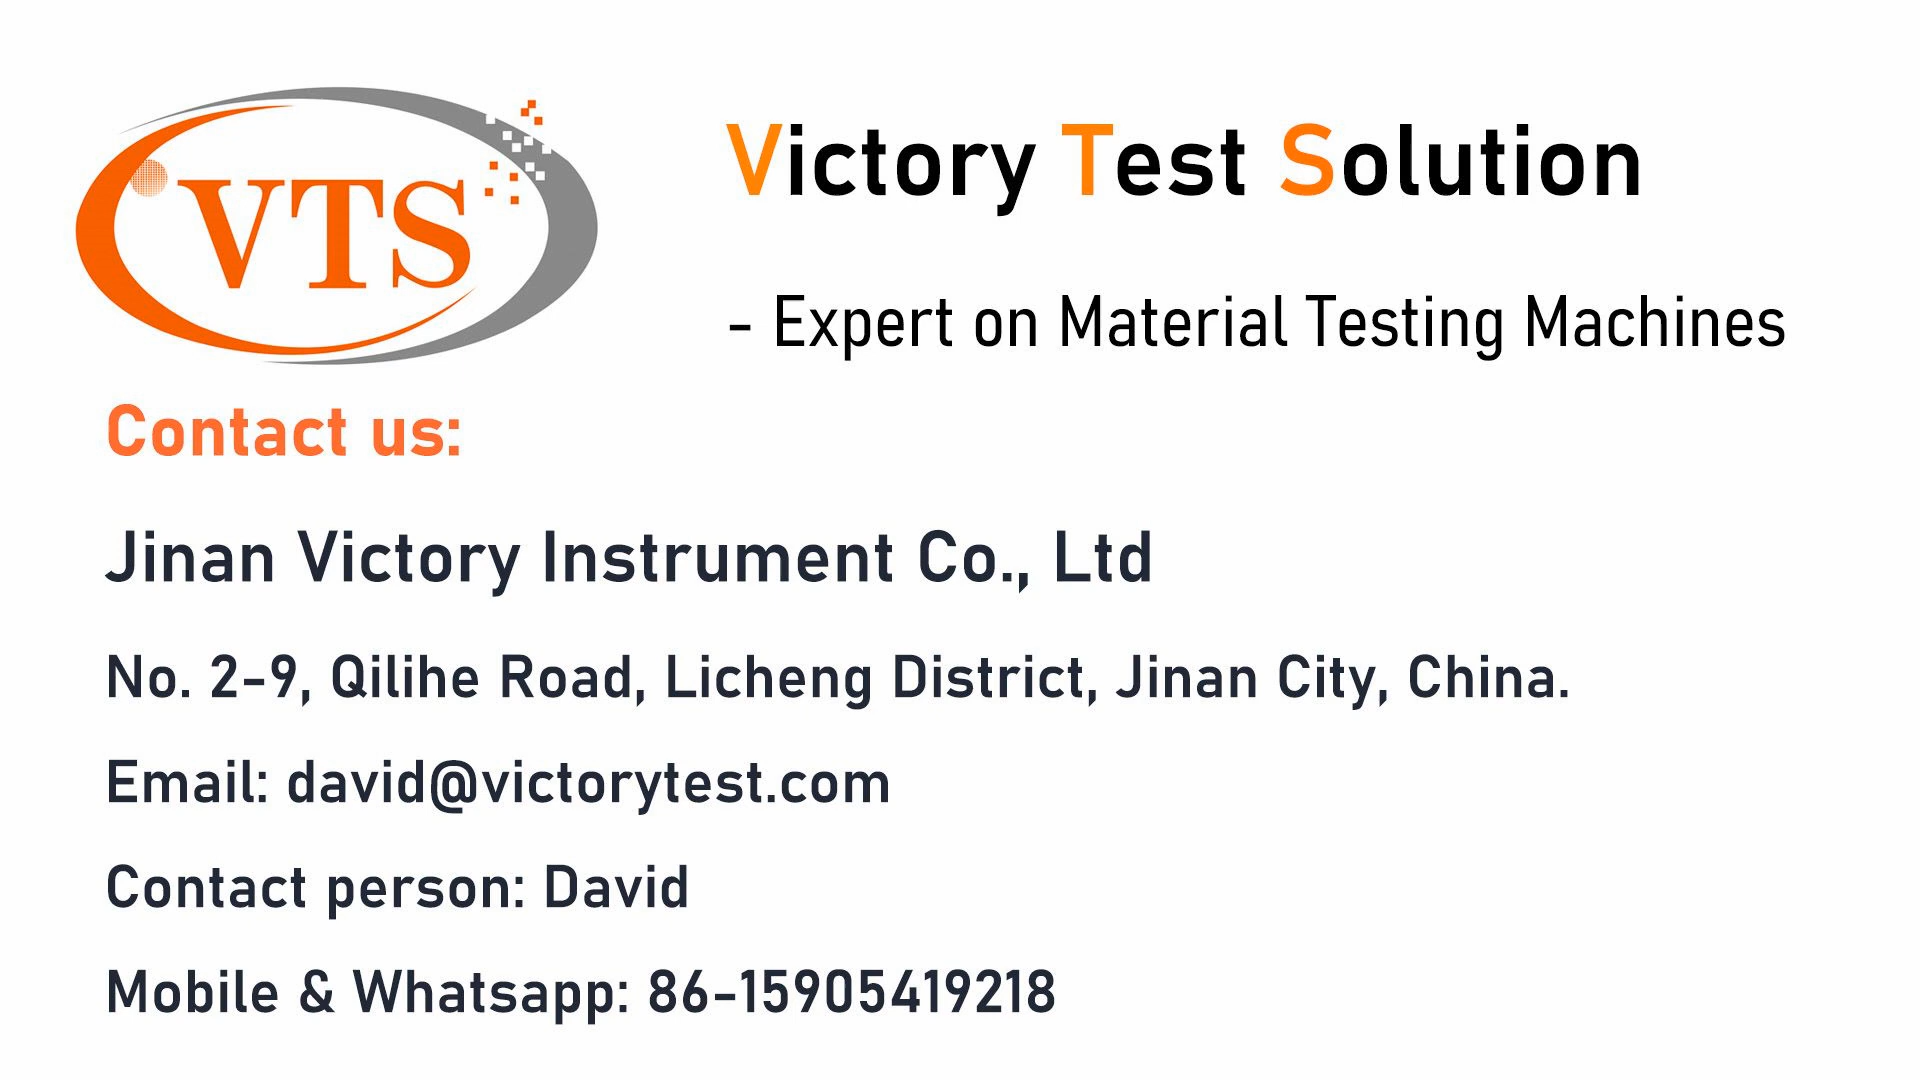 VTS
Victory Test Solution
- Expert on Material Testing Machines
Contact us:
Jinan Victory Instrument Co., Ltd
No. 2-9, Qilihe Road, Licheng District, Jinan City, China.
Email: david@victorytest.com
Contact person: David
Mobile & Whatsapp: 86-15905419218